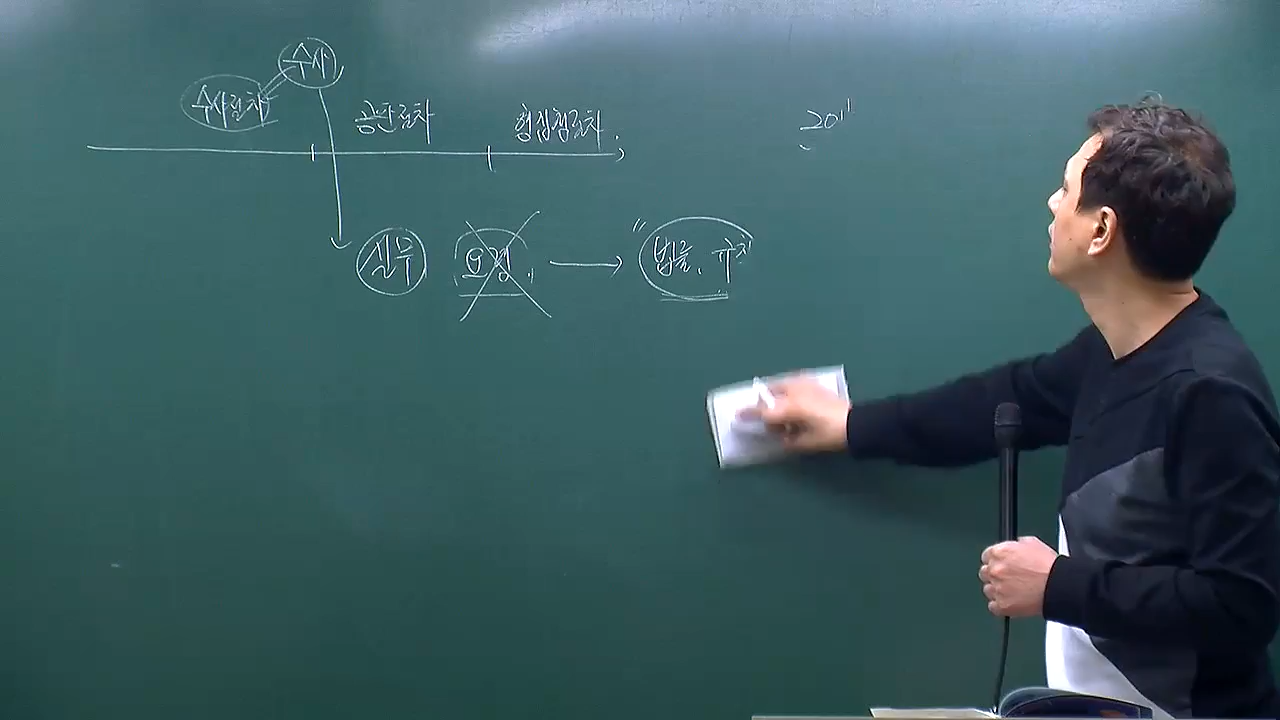 수사
수사절차 공판절차 형집행절차. 20"
실무 요령 → "법률, 규칙